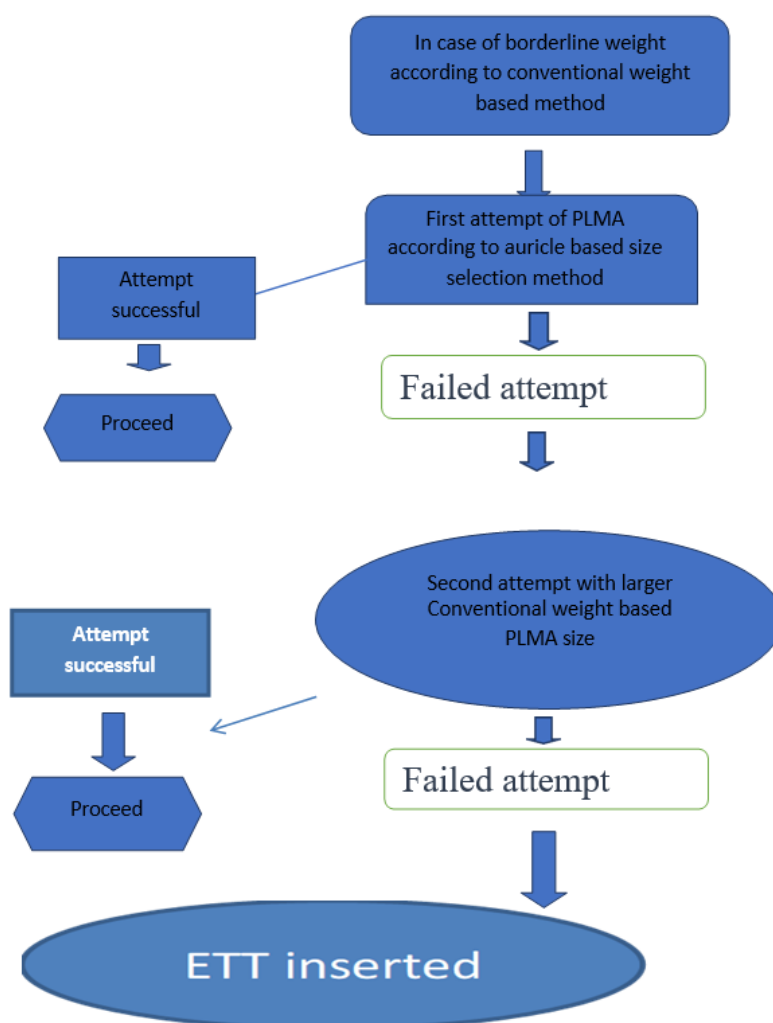 In case of borderline weight
according to conventional weight
based method
First attempt of PLMA
according to auricle based size
selection method
Attempt
successful
Failed attempt
Proceed
Second attempt with larger
Conventional weight based
PLMA size
Attempt
successful
Failed attempt
Proceed
ETT inserted